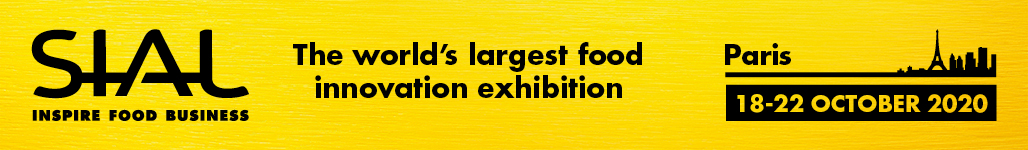 SIAL
INSPIRE FOOD BUSINESS
The world's largest food
innovation exhibition
Paris
18-22 OCTOBER 2020